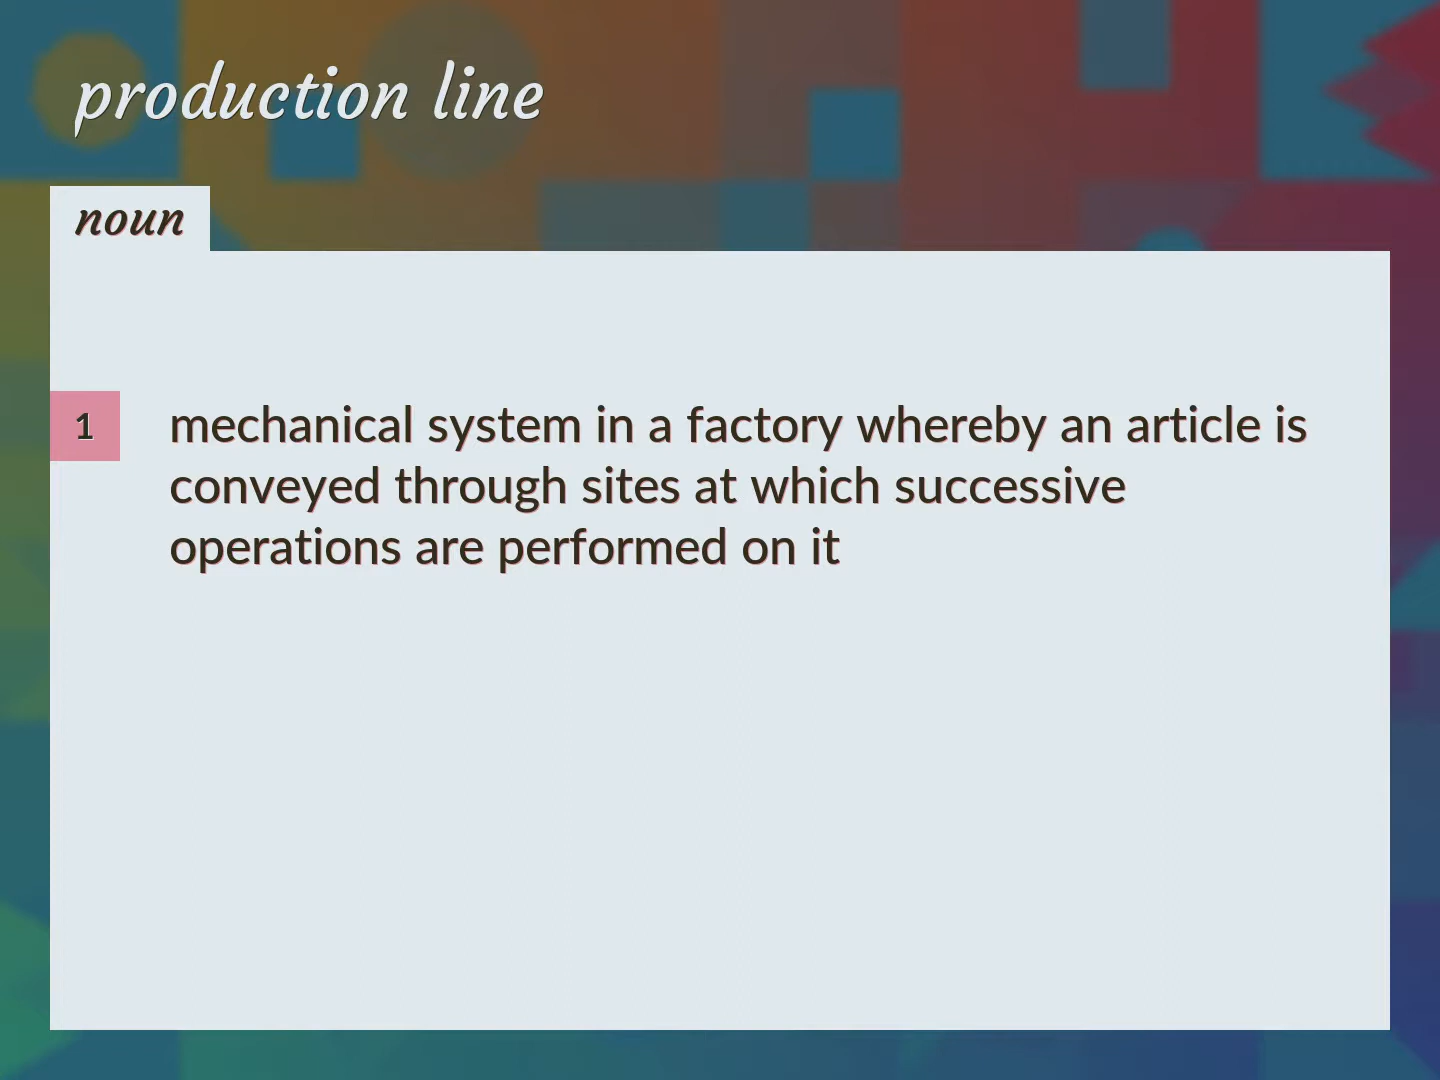 production line
noun
1
mechanical system in a factory whereby an article is
conveyed through sites at which successive
operations are performed on it